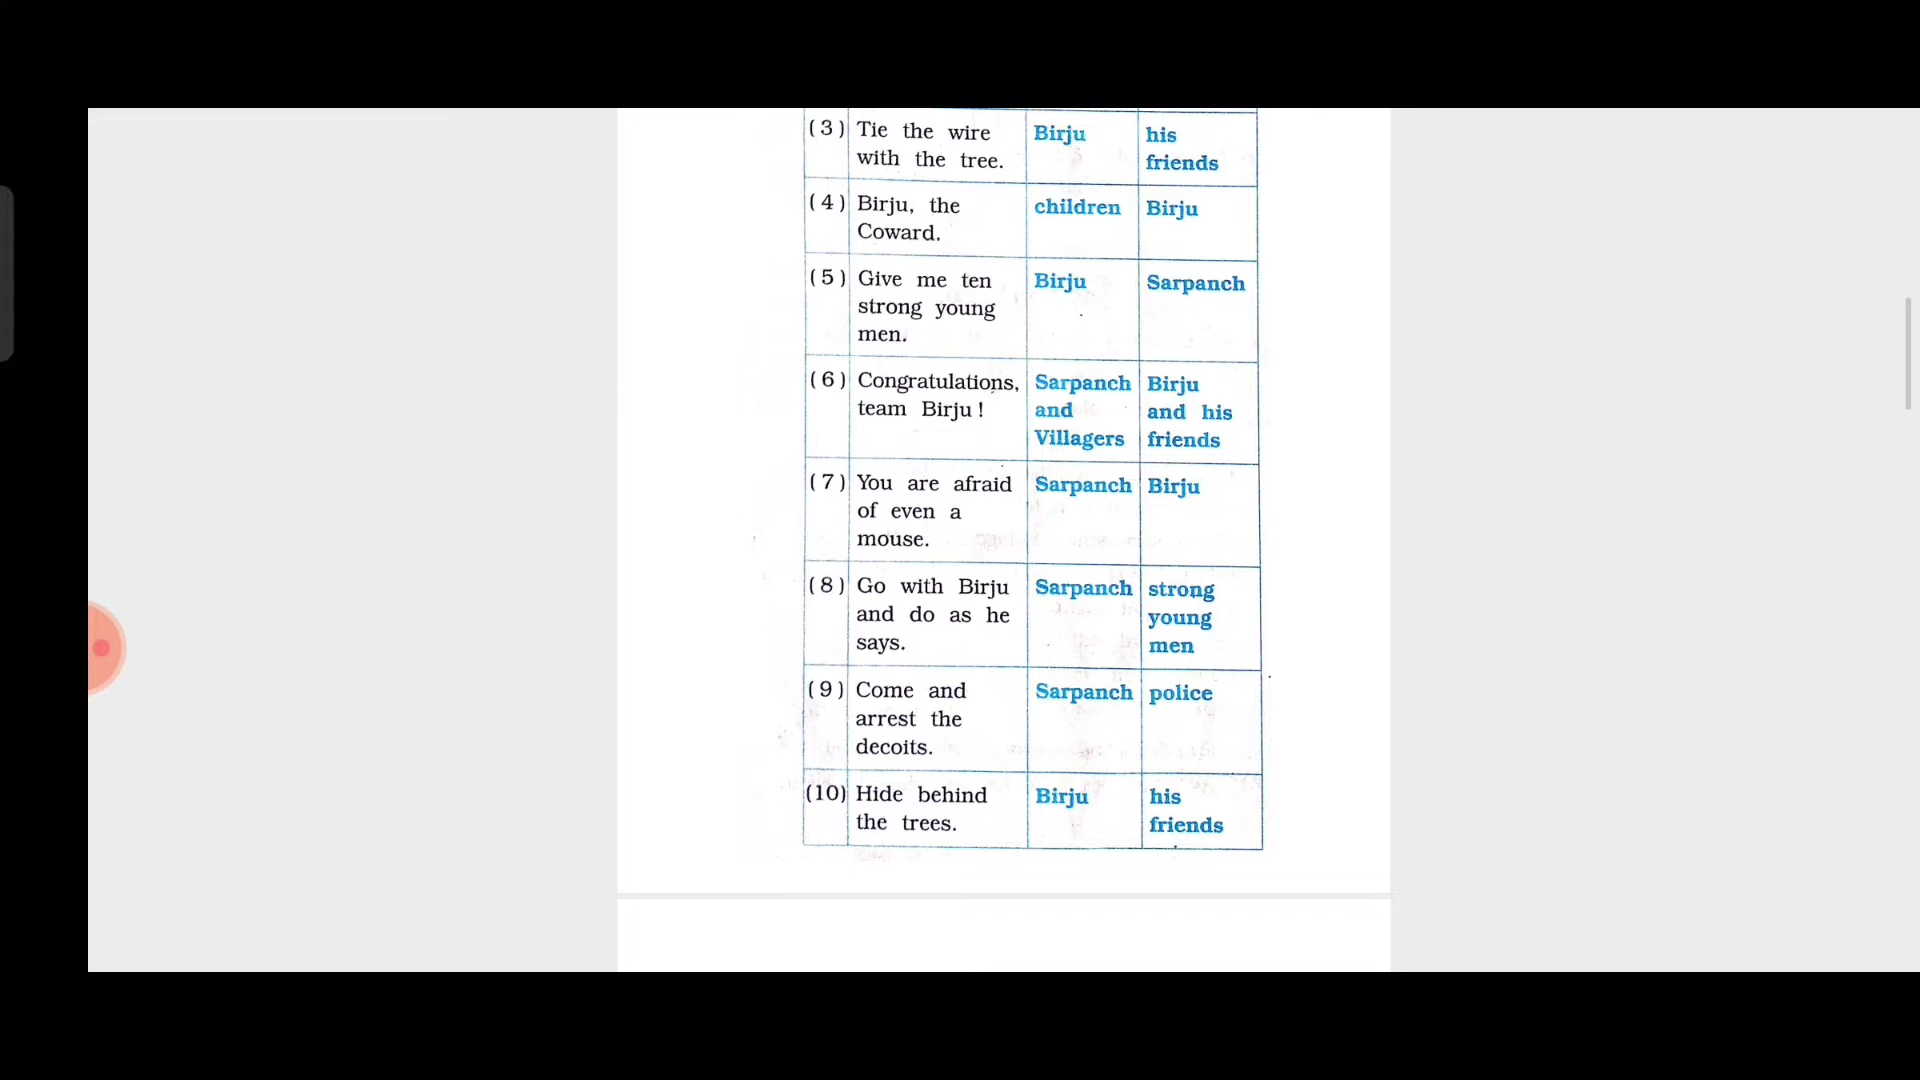 (3) Tie the wire Birju his
with the tree. friends
(4) Birju, the children Birju
Coward.
(5) Give me ten Birju Sarpanch
strong young
men.
(6) Congratulations, Sarpanch Birju
team Birju ! and and his
Villagers friends
(7) You are afraid Sarpanch Birju
of even a
mouse.
(8) Go with Birju Sarpanch strong
and do as he young
says. men
(9) Come and Sarpanch police
arrest the
decoits.
(10) Hide behind Birju his
the trees. friends